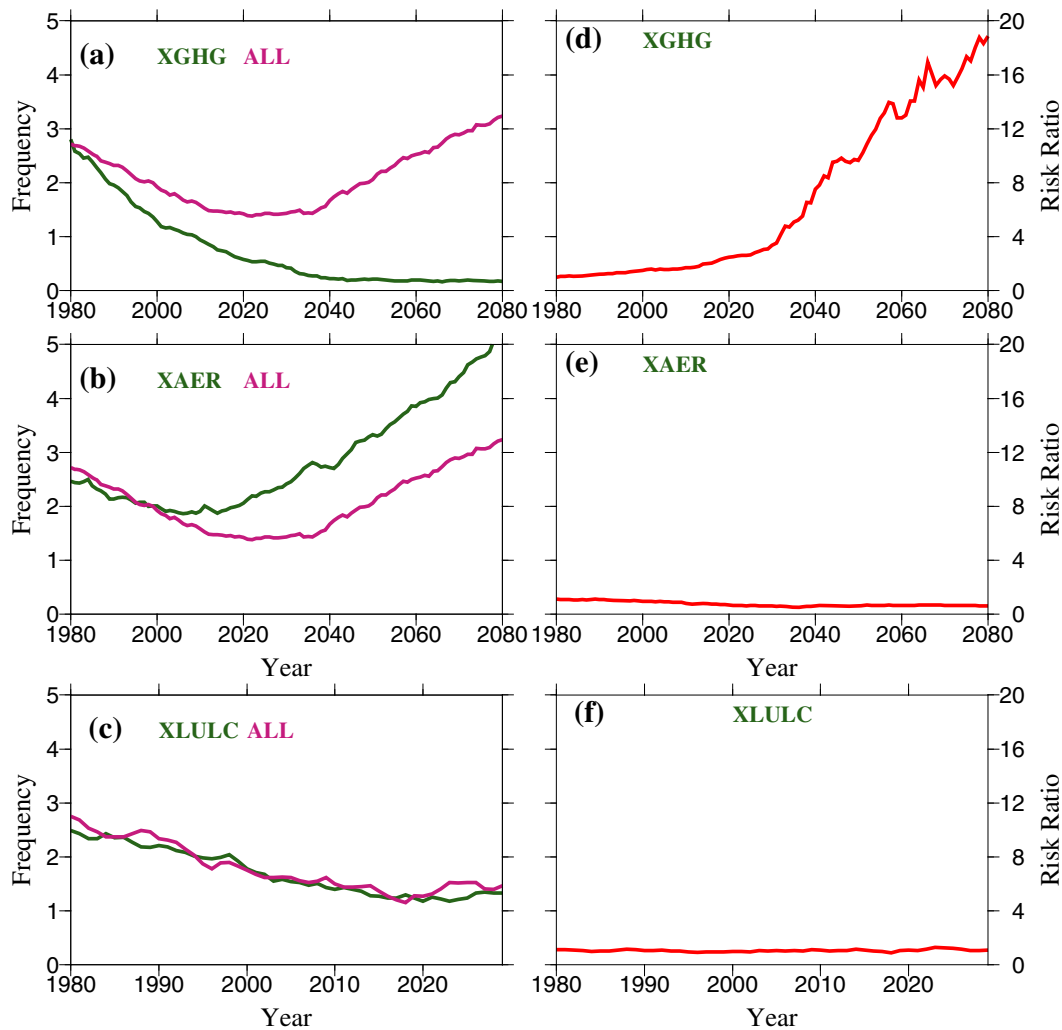 (a) XGHG ALL
5
4
3
2
1
0
Frequency
1980 2000 2020 2040 2060 2080
(d) XGHG
20
16
12
8
4
0
Risk Ratio
1980 2000 2020 2040 2060 2080
(b) XAER ALL
5
4
3
2
1
0
Frequency
1980 2000 2020 2040 2060 2080
Year
(e) XAER
20
16
12
8
4
0
Risk Ratio
1980 2000 2020 2040 2060 2080
Year
(c) XLULC ALL
5
4
3
2
1
0
Frequency
1980 1990 2000 2010 2020
Year
(f) XLULC
20
16
12
8
4
0
Risk Ratio
1980 1990 2000 2010 2020
Year